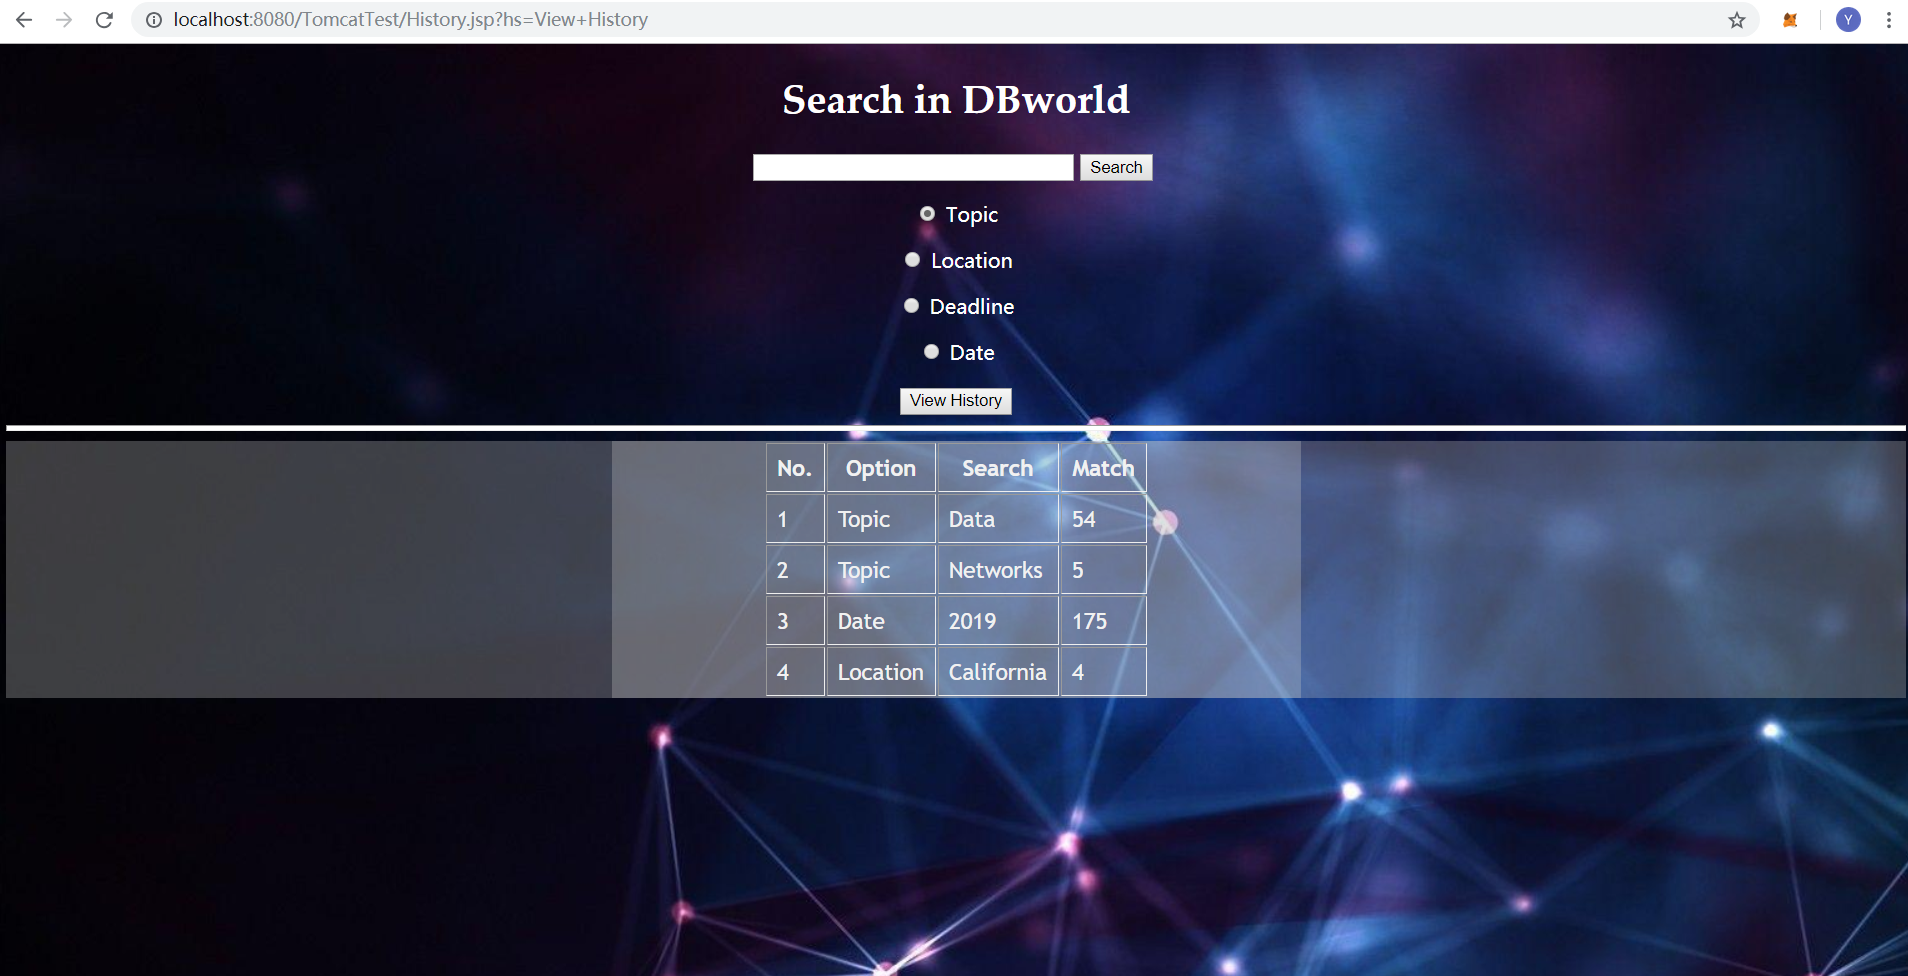 localhost:8080/TomcatTest/History.jsp?hs=View+History
Y
Search in DBworld
Search
Topic
Location
Deadline
Date
View History
No. Option Search Match
1 Topic Data 54
2 Topic Networks 5
3 Date 2019 175
4 Location California 4